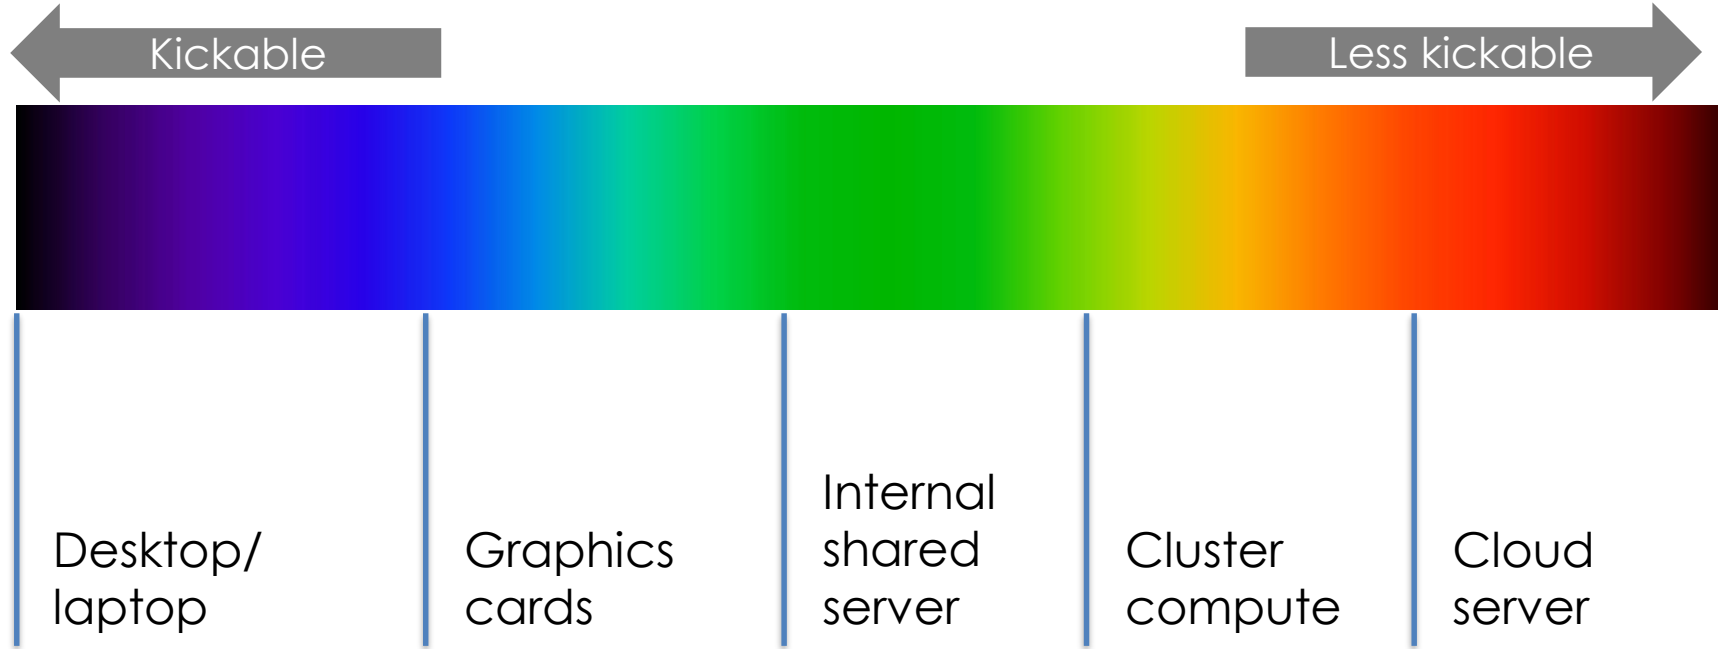 Kickable
Less kickable
Desktop/
laptop
Graphics
cards
Internal
shared
server
Cluster
compute
Cloud
server